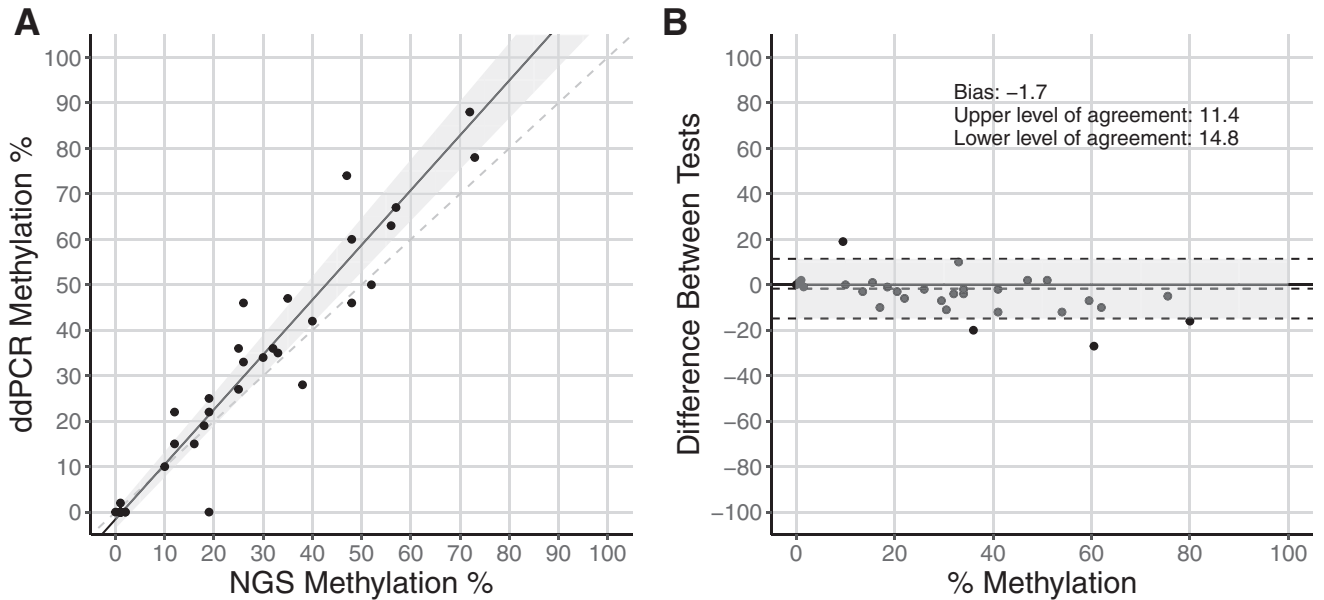 A
100
90
80
70
60
50
40
30
20
10
0
ddPCR Methylation %
0 10 20 30 40 50 60 70 80 90 100
NGS Methylation %
B
100
80
60
40
20
0
−20
−40
−60
−80
−100
Difference Between Tests
Bias: −1.7
Upper level of agreement: 11.4
Lower level of agreement: 14.8
0 20 40 60 80 100
% Methylation